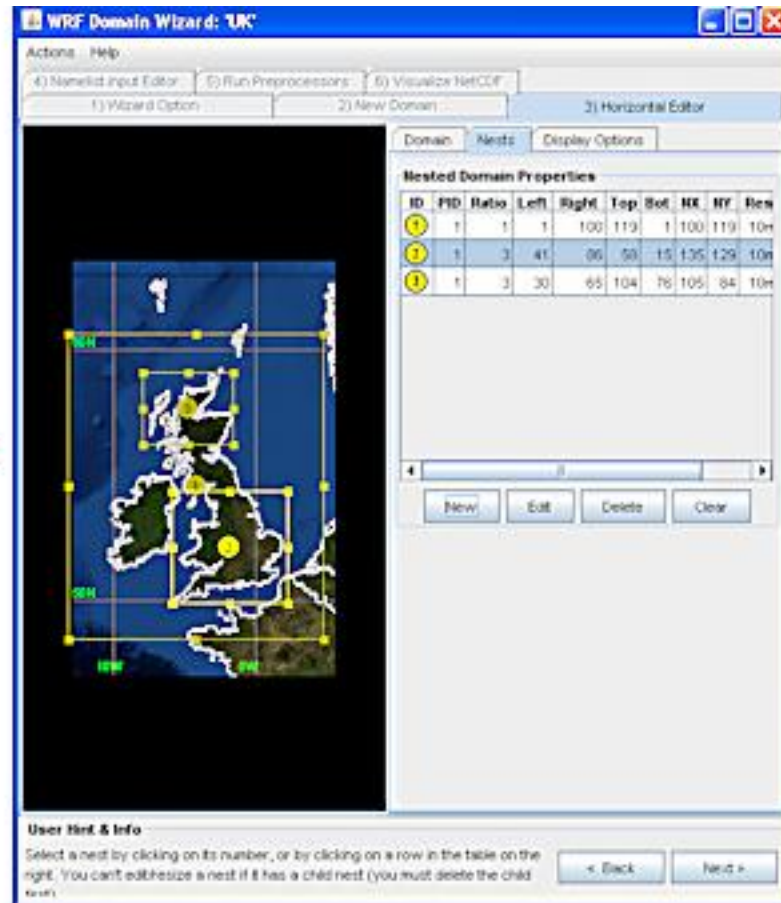 WRF Domain Wizard: 'UK'
Actions Help
4) Namelist.input Editor 5) Run Preprocessors 6) Visualize NetCDF
1) Wizard Option 2) New Domain 3) Horizontal Editor
Domain Nests Display Options
Nested Domain Properties
ID PID Ratio Left Right Top Bot NX NY Res
1 1 1 1 100 119 1 100 119 10m
2 1 3 41 86 58 15 135 129 10m
3 1 3 30 65 104 76 105 84 10m
60N
50N
10W 0W
New Edit Delete Clear
User Hint & Info
Select a nest by clicking on its number, or by clicking on a row in the table on the
right. You can't edit/resize a nest if it has a child nest (you must delete the child
< Back Next >